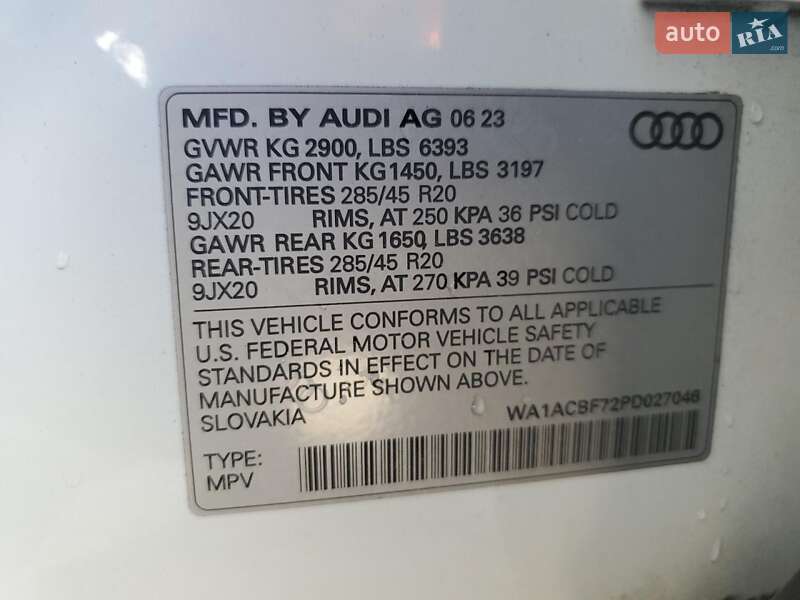 auto RIA .com
MFD. BY AUDI AG 06 23
GVWR KG 2900, LBS 6393
GAWR FRONT KG1450, LBS 3197
FRONT-TIRES 285/45 R20
9JX20 RIMS, AT 250 KPA 36 PSI COLD
GAWR REAR KG 1650, LBS 3638
REAR-TIRES 285/45 R20
9JX20 RIMS, AT 270 KPA 39 PSI COLD
THIS VEHICLE CONFORMS TO ALL APPLICABLE
U.S. FEDERAL MOTOR VEHICLE SAFETY
STANDARDS IN EFFECT ON THE DATE OF
MANUFACTURE SHOWN ABOVE.
SLOVAKIA
WA1ACBF72PD027046
TYPE:
MPV